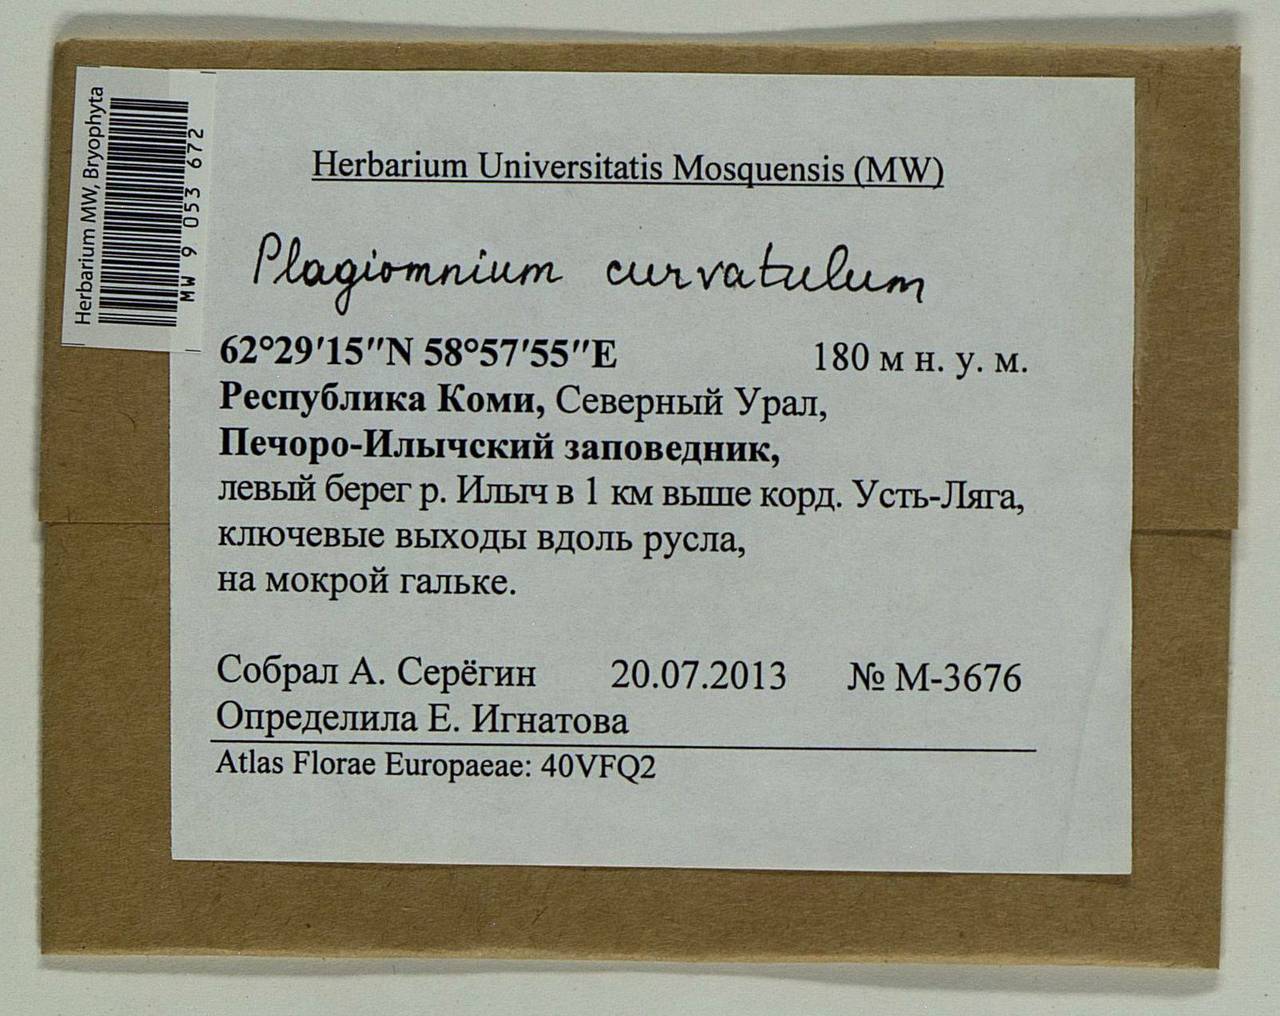 Herbarium MW, Bryophyta
MW 9 053 672
Herbarium Universitatis Mosquensis (MW)
Plagiomnium curvatulum
62°29′15″N 58°57′55″E 180 м н. у. м.
Республика Коми, Северный Урал,
Печоро-Илычский заповедник,
левый берег р. Илыч в 1 км выше корд. Усть-Ляга,
ключевые выходы вдоль русла,
на мокрой гальке.
Собрал А. Серёгин 20.07.2013 № М-3676
Определила Е. Игнатова
Atlas Florae Europaeae: 40VFQ2